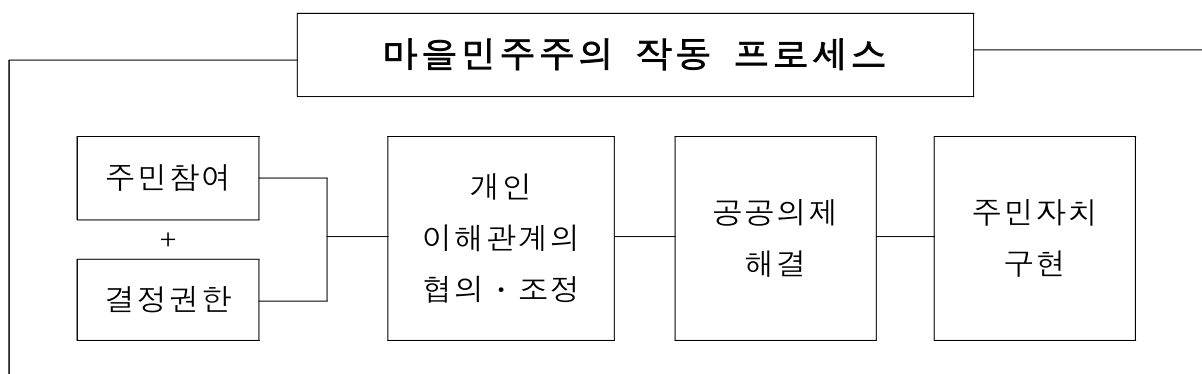 마을민주주의 작동 프로세스
주민참여
+
결정권한
개인
이해관계의
협의·조정
공공의제
해결
주민자치
구현